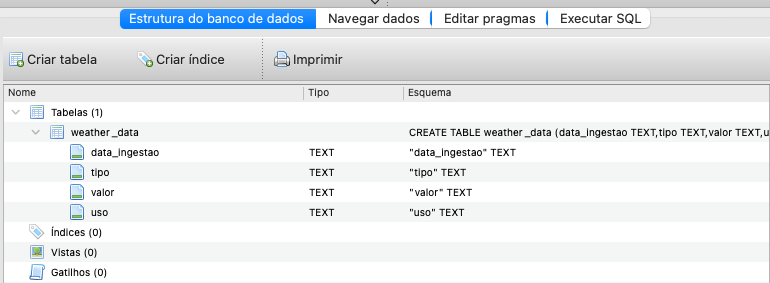 Estrutura do banco de dados Navegar dados Editar pragmas Executar SQL
Criar tabela Criar índice Imprimir
Nome Tipo Esquema
Tabelas (1)
weather_data CREATE TABLE weather_data (data_ingestao TEXT,tipo TEXT,valor TEXT,u
data_ingestao TEXT "data_ingestao" TEXT
tipo TEXT "tipo" TEXT
valor TEXT "valor" TEXT
uso TEXT "uso" TEXT
Índices (0)
Vistas (0)
Gatilhos (0)